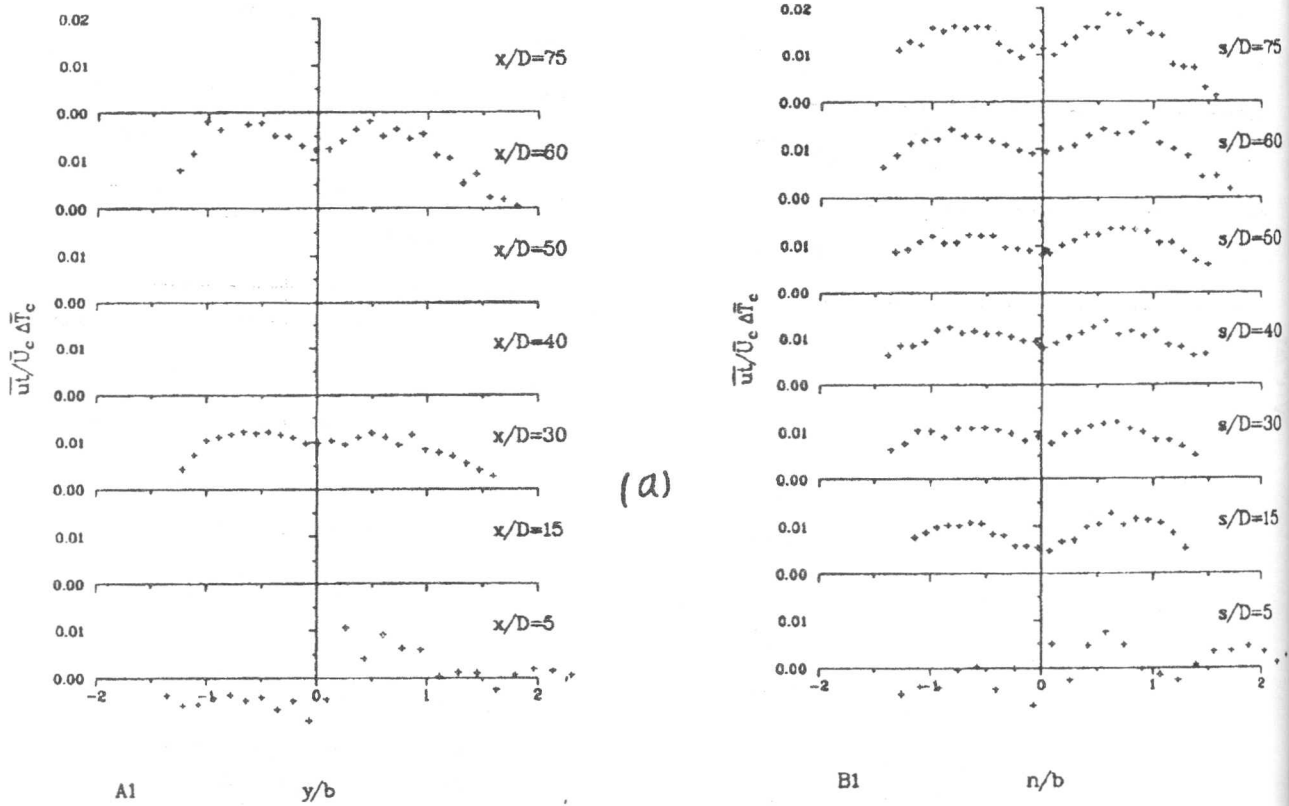 0.02
x/D=75
0.01
0.00
x/D=60
0.01
0.00
x/D=50
0.01
0.00
x/D=40
0.01
0.00
x/D=30
0.01
0.00
x/D=15
0.01
0.00
x/D=5
0.01
0.00
-2 -1 0 1 2
u̅t̅/U̅c ΔT̅c
A1 y/b
(a)
0.02
s/D=75
0.01
0.00
s/D=60
0.01
0.00
s/D=50
0.01
0.00
s/D=40
0.01
0.00
s/D=30
0.01
0.00
s/D=15
0.01
0.00
s/D=5
0.01
0.00
-2 -1 0 1 2
u̅t̅/U̅c ΔT̅c
B1 n/b